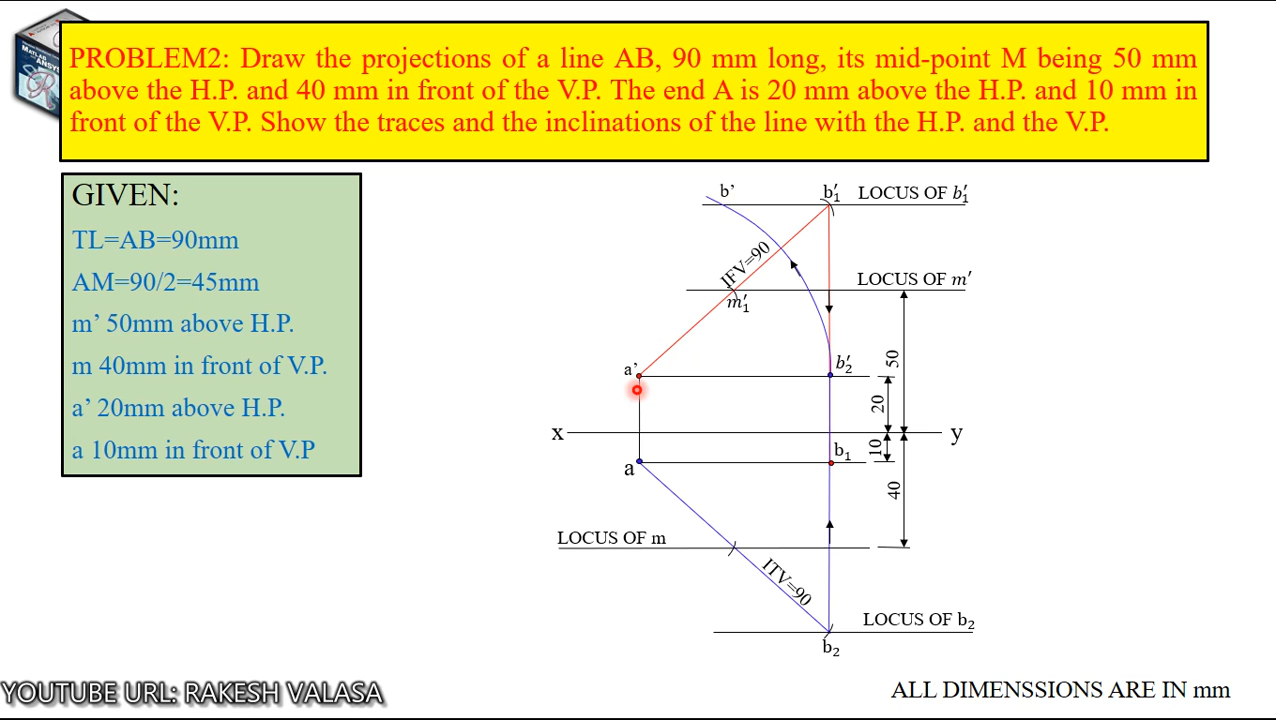 PROBLEM2: Draw the projections of a line AB, 90 mm long, its mid-point M being 50 mm
above the H.P. and 40 mm in front of the V.P. The end A is 20 mm above the H.P. and 10 mm in
front of the V.P. Show the traces and the inclinations of the line with the H.P. and the V.P.
GIVEN:
TL=AB=90mm
AM=90/2=45mm
m’ 50mm above H.P.
m 40mm in front of V.P.
a’ 20mm above H.P.
a 10mm in front of V.P
b’
b₁′
LOCUS OF b₁′
IFV=90
LOCUS OF m′
m₁′
a’
b₂′
50
20
x
y
b₁
10
a
40
LOCUS OF m
ITV=90
LOCUS OF b₂
b₂
YOUTUBE URL: RAKESH VALASA
ALL DIMENSSIONS ARE IN mm